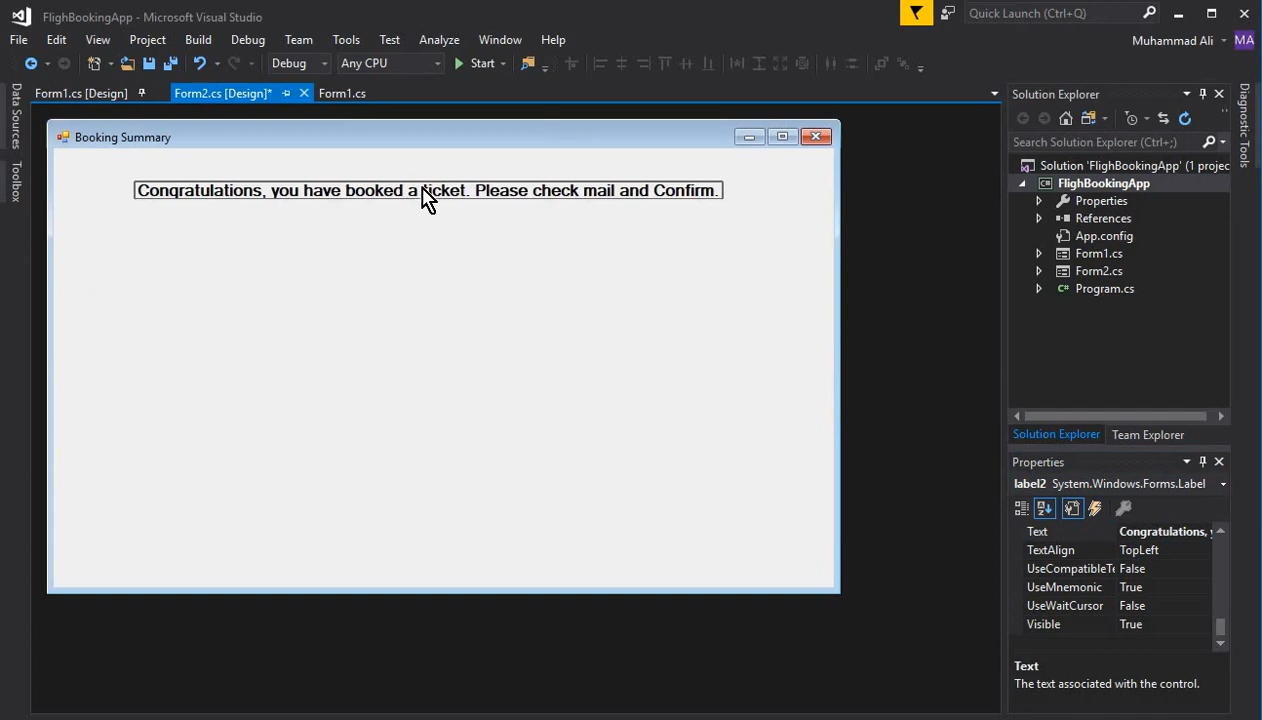 FlighBookingApp - Microsoft Visual Studio
Quick Launch (Ctrl+Q)
File Edit View Project Build Debug Team Tools Test Analyze Window Help
Muhammad Ali MA
Debug Any CPU Start
Data Sources
Toolbox
Form1.cs [Design] Form2.cs [Design]* Form1.cs
Booking Summary
Congratulations, you have booked a ticket. Please check mail and Confirm.
Solution Explorer
Search Solution Explorer (Ctrl+;)
Solution 'FlighBookingApp' (1 projec
FlighBookingApp
Properties
References
App.config
Form1.cs
Form2.cs
Program.cs
Solution Explorer Team Explorer
Diagnostic Tools
Properties
label2 System.Windows.Forms.Label
Text Congratulations, y
TextAlign TopLeft
UseCompatibleTe False
UseMnemonic True
UseWaitCursor False
Visible True
Text
The text associated with the control.